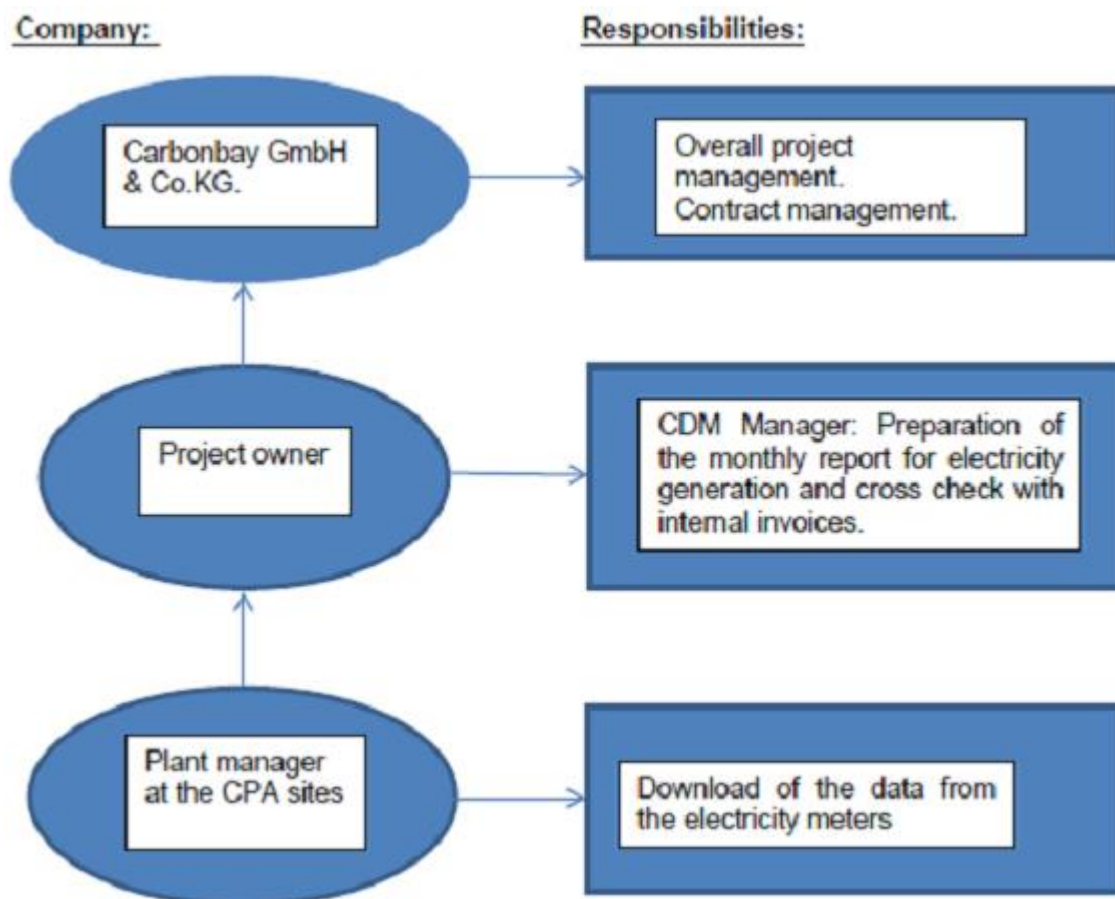 Company:
Responsibilities:
Carbonbay GmbH
& Co.KG.
Overall project
management.
Contract management.
Project owner
CDM Manager: Preparation of
the monthly report for electricity
generation and cross check with
internal invoices.
Plant manager
at the CPA sites
Download of the data from
the electricity meters